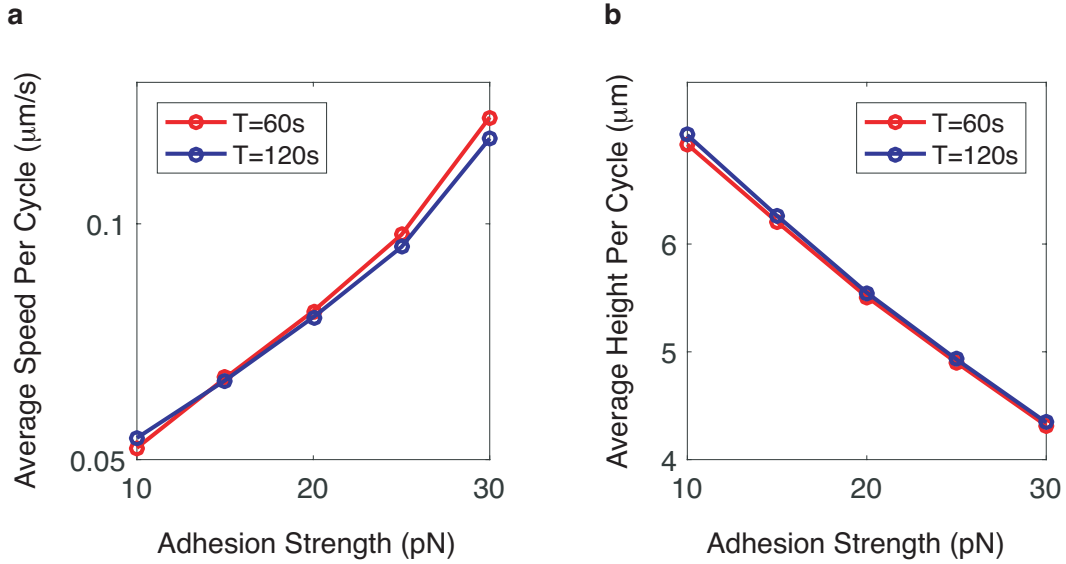 a
Average Speed Per Cycle (μm/s)
T=60s
T=120s
0.1
0.05
10
20
30
Adhesion Strength (pN)
b
Average Height Per Cycle (μm)
T=60s
T=120s
6
5
4
10
20
30
Adhesion Strength (pN)